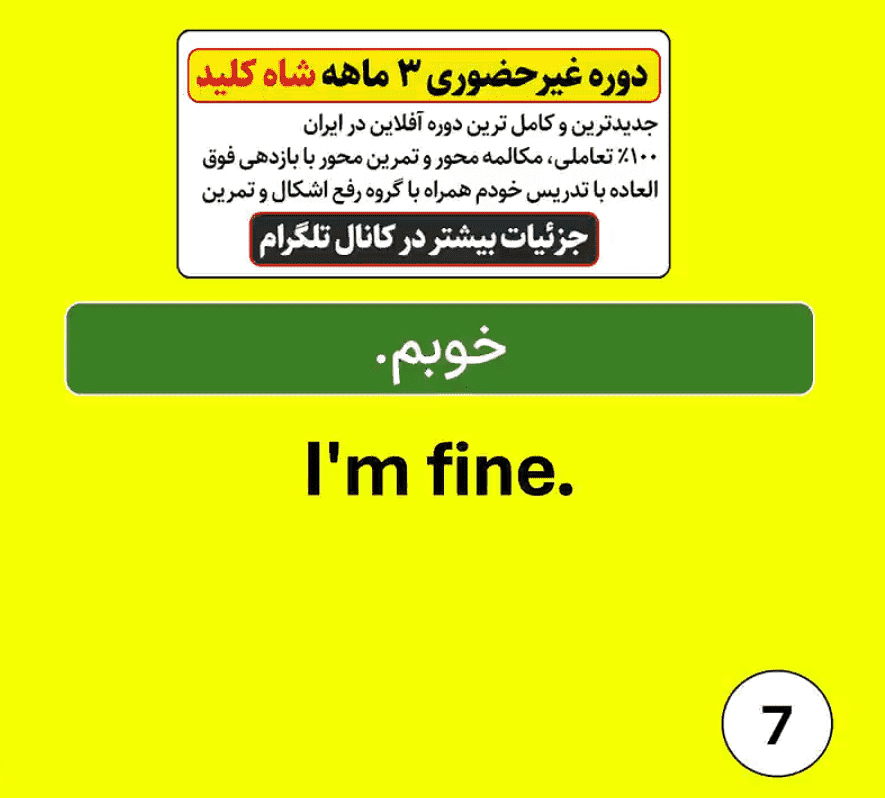 دوره غیرحضوری ۳ ماهه شاه کلید
جدیدترین و کامل ترین دوره آفلاین در ایران
۱۰۰٪ تعاملی، مکالمه محور و تمرین محور با بازدهی فوق
العاده با تدریس خودم همراه با گروه رفع اشکال و تمرین
جزئیات بیشتر در کانال تلگرام
خوبم.
I'm fine.
7